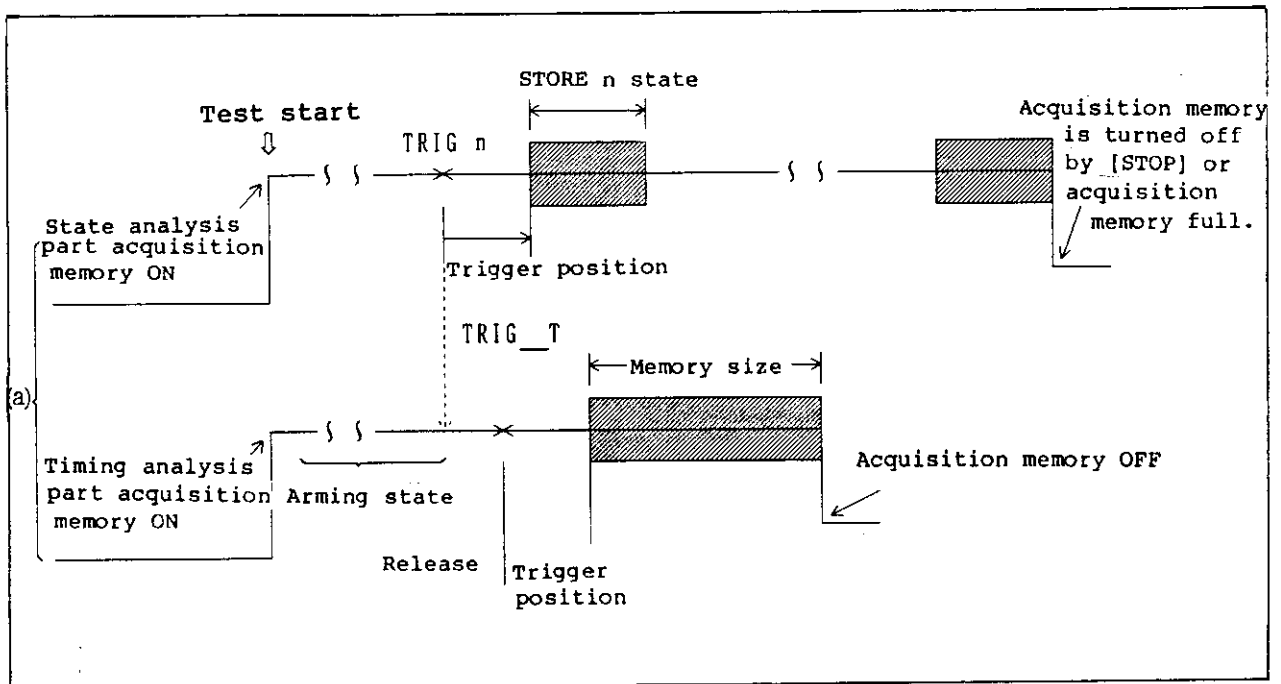 STORE n state
Test start
TRIG n
Acquisition memory
is turned off
by [STOP] or
acquisition
memory full.
State analysis
part acquisition
memory ON
Trigger position
TRIG__T
Memory size
(a)
Timing analysis
part acquisition
memory ON
Arming state
Acquisition memory OFF
Release
Trigger
position